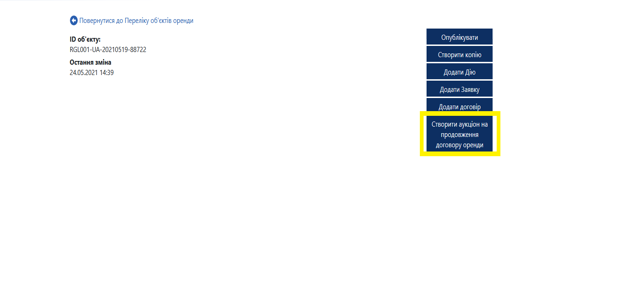 Повернутися до Переліку об'єктів оренди
ID об'єкту:
RGL001-UA-20210519-88722
Остання зміна
24.05.2021 14:39
Опублікувати
Створити копію
Додати Дію
Додати Заявку
Додати договір
Створити аукціон на
продовження
договору оренди